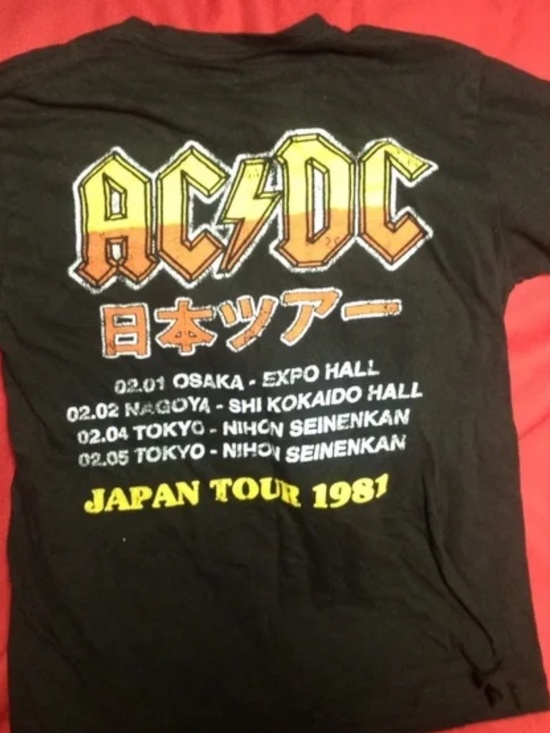 AC⚡DC
日本ツアー
02.01 OSAKA - EXPO HALL
02.02 NAGOYA - SHI KOKAIDO HALL
02.04 TOKYO - NIHON SEINENKAN
02.05 TOKYO - NIHON SEINENKAN
JAPAN TOUR 1981